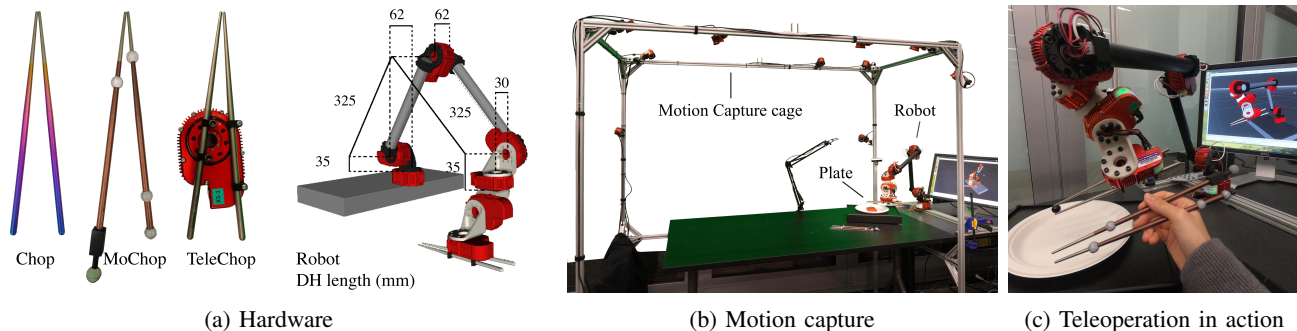 62
62
30
325
325
35
35
Chop
MoChop
TeleChop
Robot
DH length (mm)
(a) Hardware
Motion Capture cage
Robot
Plate
(b) Motion capture
(c) Teleoperation in action